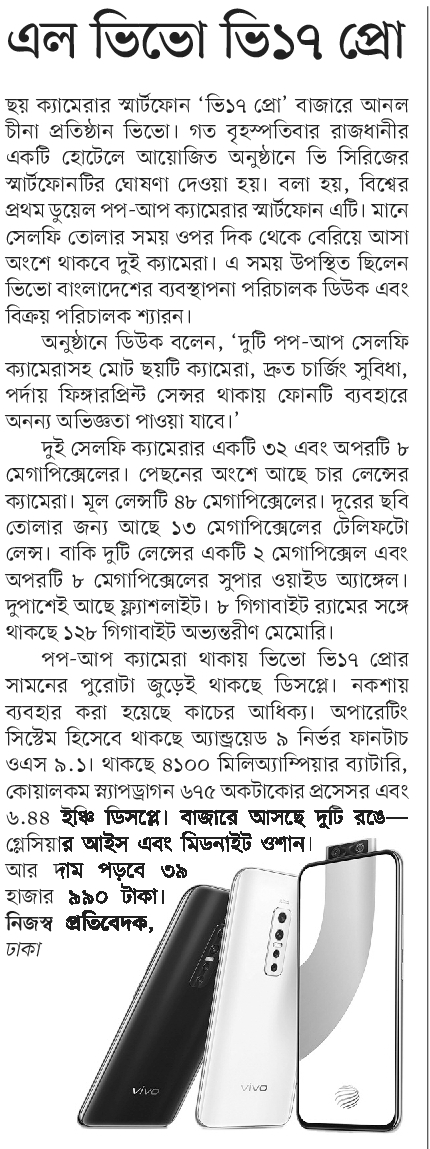 এল ভিভো ভি১৭ প্রো
ছয় ক্যামেরার স্মার্টফোন ‘ভি১৭ প্রো’ বাজারে আনল
চীনা প্রতিষ্ঠান ভিভো। গত বৃহস্পতিবার রাজধানীর
একটি হোটেলে আয়োজিত অনুষ্ঠানে ভি সিরিজের
স্মার্টফোনটির ঘোষণা দেওয়া হয়। বলা হয়, বিশ্বের
প্রথম ডুয়েল পপ-আপ ক্যামেরার স্মার্টফোন এটি। মানে
সেলফি তোলার সময় ওপর দিক থেকে বেরিয়ে আসা
অংশে থাকবে দুই ক্যামেরা। এ সময় উপস্থিত ছিলেন
ভিভো বাংলাদেশের ব্যবস্থাপনা পরিচালক ডিউক এবং
বিক্রয় পরিচালক শ্যারন।
অনুষ্ঠানে ডিউক বলেন, ‘দুটি পপ-আপ সেলফি
ক্যামেরাসহ মোট ছয়টি ক্যামেরা, দ্রুত চার্জিং সুবিধা,
পর্দায় ফিঙ্গারপ্রিন্ট সেন্সর থাকায় ফোনটি ব্যবহারে
অনন্য অভিজ্ঞতা পাওয়া যাবে।’
দুই সেলফি ক্যামেরার একটি ৩২ এবং অপরটি ৮
মেগাপিক্সেলের। পেছনের অংশে আছে চার লেন্সের
ক্যামেরা। মূল লেন্সটি ৪৮ মেগাপিক্সেলের। দূরের ছবি
তোলার জন্য আছে ১৩ মেগাপিক্সেলের টেলিফটো
লেন্স। বাকি দুটি লেন্সের একটি ২ মেগাপিক্সেল এবং
অপরটি ৮ মেগাপিক্সেলের সুপার ওয়াইড অ্যাঙ্গেল।
দুপাশেই আছে ফ্ল্যাশলাইট। ৮ গিগাবাইট র‍্যামের সঙ্গে
থাকছে ১২৮ গিগাবাইট অভ্যন্তরীণ মেমোরি।
পপ-আপ ক্যামেরা থাকায় ভিভো ভি১৭ প্রোর
সামনের পুরোটা জুড়েই থাকছে ডিসপ্লে। নকশায়
ব্যবহার করা হয়েছে কাচের আধিক্য। অপারেটিং
সিস্টেম হিসেবে থাকছে অ্যান্ড্রয়েড ৯ নির্ভর ফানটাচ
ওএস ৯.১। থাকছে ৪১০০ মিলিঅ্যাম্পিয়ার ব্যাটারি,
কোয়ালকম স্ন্যাপড্রাগন ৬৭৫ অকটাকোর প্রসেসর এবং
৬.৪৪ ইঞ্চি ডিসপ্লে। বাজারে আসছে দুটি রঙে—
গ্লেসিয়ার আইস এবং মিডনাইট ওশান।
আর দাম পড়বে ৩৯
হাজার ৯৯০ টাকা।
নিজস্ব প্রতিবেদক,
ঢাকা
vivo
vivo